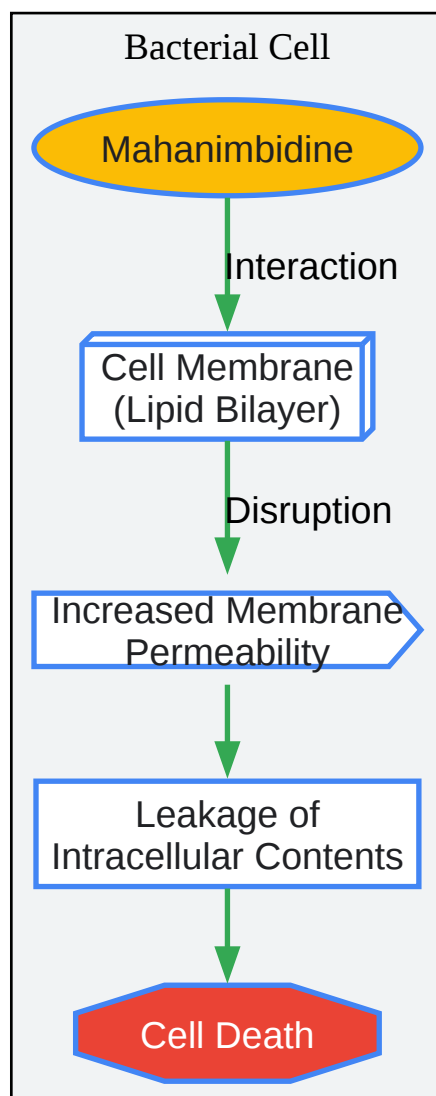 Bacterial Cell
Mahanimbidine
Interaction
Cell Membrane
(Lipid Bilayer)
Disruption
Increased Membrane
Permeability
Leakage of
Intracellular Contents
Cell Death